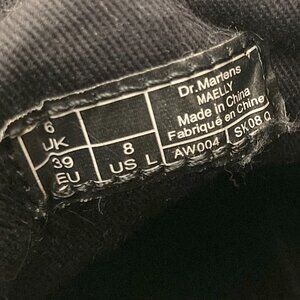 Dr.Martens
MAELLY
Made in China
Fabriqué en Chine
6
UK
39
EU
8
US L
AW004
SK08 Q